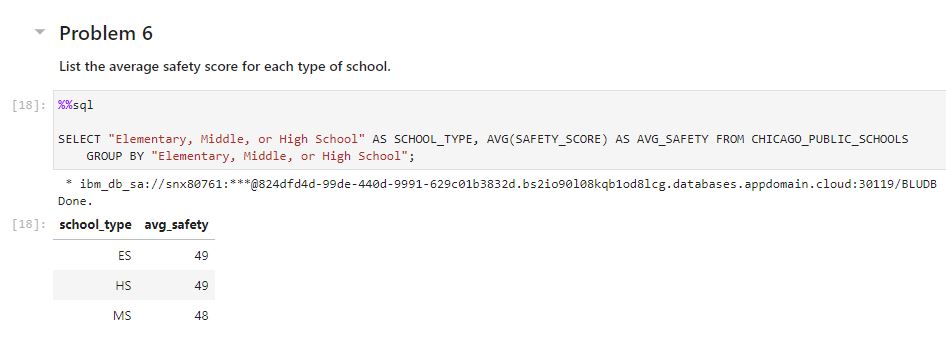 Problem 6
List the average safety score for each type of school.
[18]: %%sql
SELECT "Elementary, Middle, or High School" AS SCHOOL_TYPE, AVG(SAFETY_SCORE) AS AVG_SAFETY FROM CHICAGO_PUBLIC_SCHOOLS
GROUP BY "Elementary, Middle, or High School";
* ibm_db_sa://snx80761:***@824dfd4d-99de-440d-9991-629c01b3832d.bs2io90l08kqb1od8lcg.databases.appdomain.cloud:30119/BLUDB
Done.
[18]: school_type avg_safety
ES 49
HS 49
MS 48